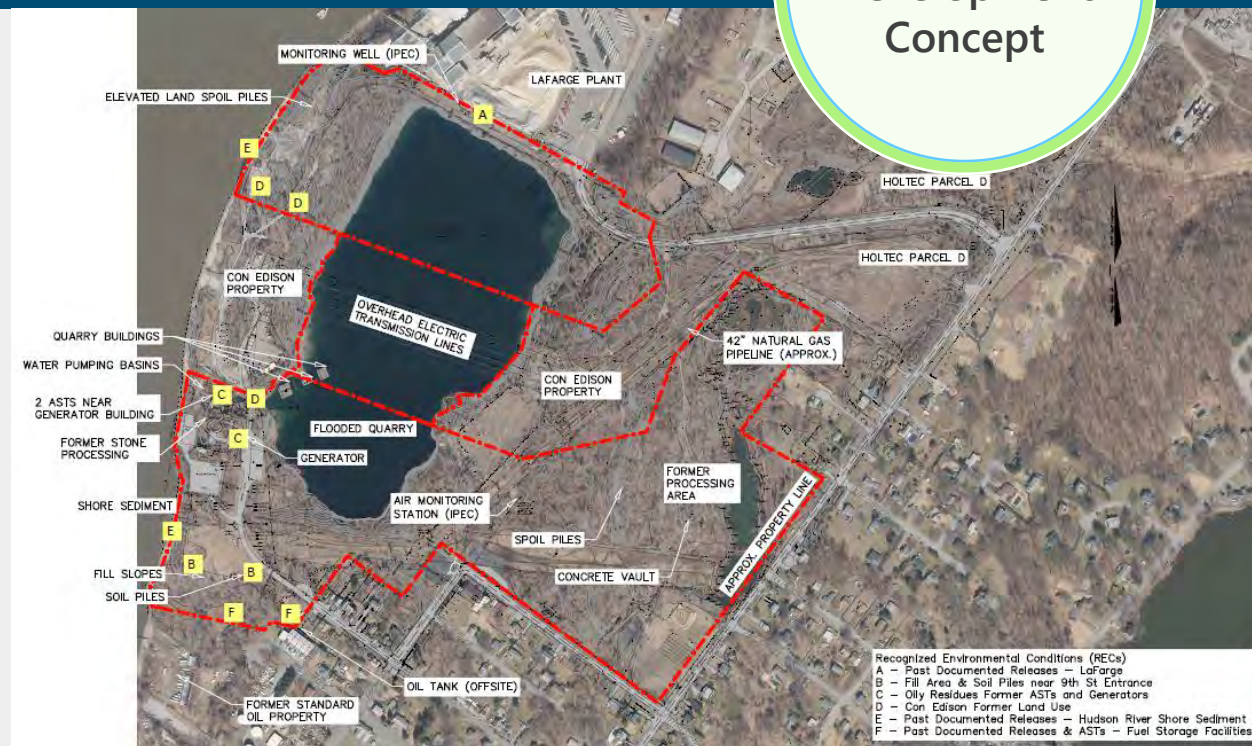 Concept
MONITORING WELL (IPEC)
LAFARGE PLANT
ELEVATED LAND SPOIL PILES
A
E
D
D
HOLTEC PARCEL D
HOLTEC PARCEL D
CON EDISON
PROPERTY
OVERHEAD ELECTRIC
TRANSMISSION LINES
QUARRY BUILDINGS
WATER PUMPING BASINS
42" NATURAL GAS
PIPELINE (APPROX.)
2 ASTS NEAR
GENERATOR BUILDING
C
D
CON EDISON
PROPERTY
FORMER STONE
PROCESSING
C
FLOODED QUARRY
GENERATOR
FORMER
PROCESSING
AREA
SHORE SEDIMENT
AIR MONITORING
STATION (IPEC)
APPROX. PROPERTY LINE
E
SPOIL PILES
B
B
FILL SLOPES
CONCRETE VAULT
SOIL PILES
F
F
OIL TANK (OFFSITE)
FORMER STANDARD
OIL PROPERTY
Recognized Environmental Conditions (RECs)
A – Past Documented Releases – LaFarge
B – Fill Area & Soil Piles near 9th St Entrance
C – Oily Residues Former ASTs and Generators
D – Con Edison Former Land Use
E – Past Documented Releases – Hudson River Shore Sediment
F – Past Documented Releases & ASTs – Fuel Storage Facilities